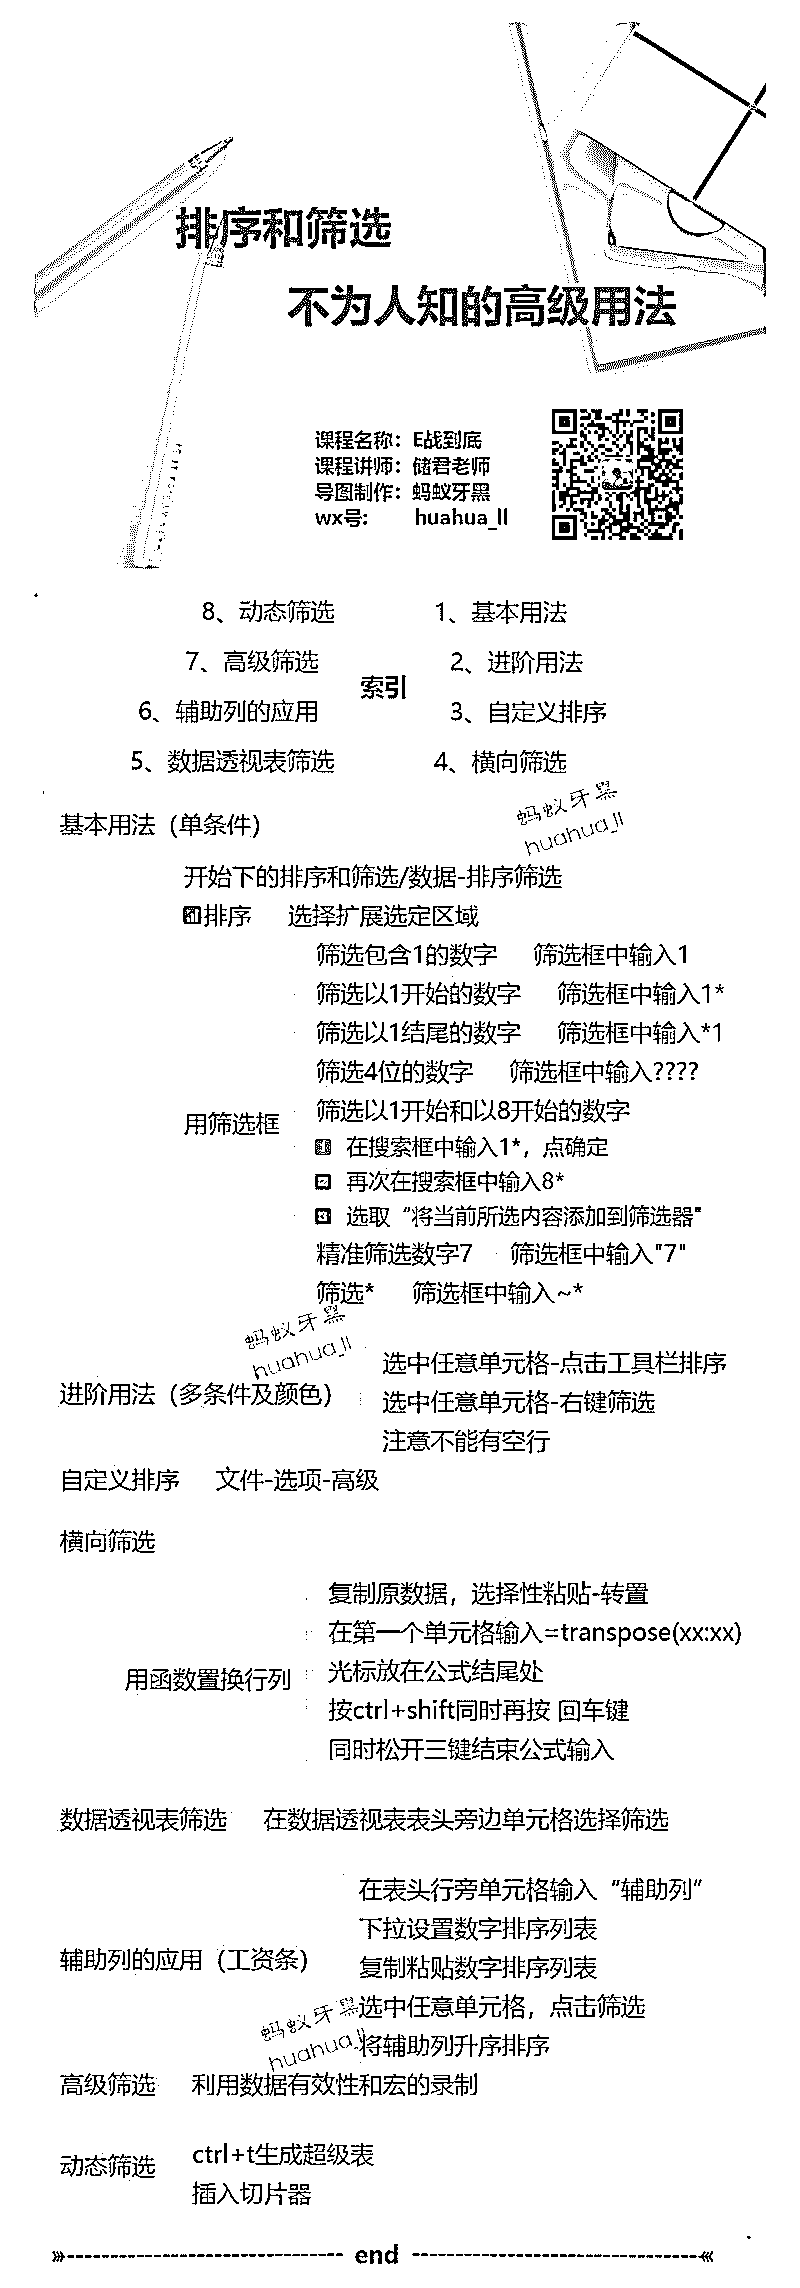 排序和筛选
不为人知的高级用法
课程名称：E战到底
课程讲师：储君老师
导图制作：蚂蚁牙黑
wx号： huahua_ll
8、动态筛选 1、基本用法
7、高级筛选 2、进阶用法
索引
6、辅助列的应用 3、自定义排序
5、数据透视表筛选 4、横向筛选
蚂蚁牙黑
huahua_ll
基本用法（单条件）
开始下的排序和筛选/数据-排序筛选
排序 选择扩展选定区域
筛选包含1的数字 筛选框中输入1
筛选以1开始的数字 筛选框中输入1*
筛选以1结尾的数字 筛选框中输入*1
筛选4位的数字 筛选框中输入????
筛选以1开始和以8开始的数字
用筛选框
1 在搜索框中输入1*，点确定
2 再次在搜索框中输入8*
3 选取“将当前所选内容添加到筛选器"
精准筛选数字7 筛选框中输入"7"
筛选* 筛选框中输入~*
蚂蚁牙黑
huahua_ll
进阶用法（多条件及颜色）
选中任意单元格-点击工具栏排序
选中任意单元格-右键筛选
注意不能有空行
自定义排序 文件-选项-高级
横向筛选
复制原数据，选择性粘贴-转置
用函数置换行列
在第一个单元格输入=transpose(xx:xx)
光标放在公式结尾处
按ctrl+shift同时再按 回车键
同时松开三键结束公式输入
数据透视表筛选 在数据透视表表头旁边单元格选择筛选
辅助列的应用（工资条）
在表头行旁单元格输入“辅助列”
下拉设置数字排序列表
复制粘贴数字排序列表
选中任意单元格，点击筛选
将辅助列升序排序
蚂蚁牙黑
huahua_ll
高级筛选 利用数据有效性和宏的录制
动态筛选
ctrl+t生成超级表
插入切片器
end